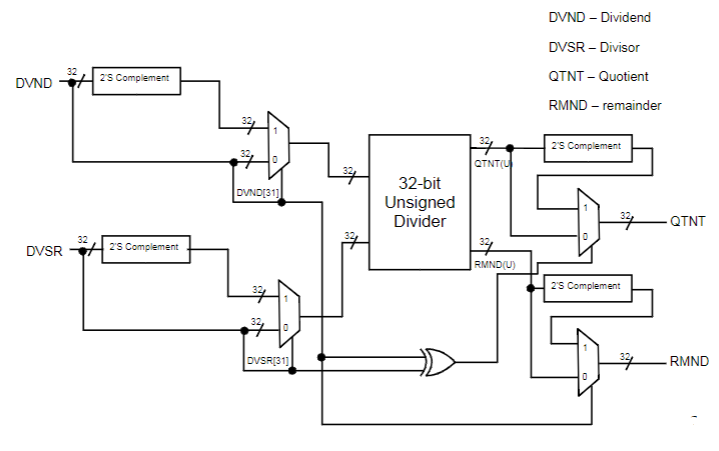 DVND – Dividend
DVSR – Divisor
QTNT – Quotient
RMND – remainder
DVND
32
2'S Complement
32
1
32
0
DVND[31]
32
32-bit
Unsigned
Divider
32
QTNT(U)
2'S Complement
1
0
32
QTNT
DVSR
32
2'S Complement
32
1
32
0
DVSR[31]
32
32
RMND(U)
2'S Complement
1
0
32
RMND